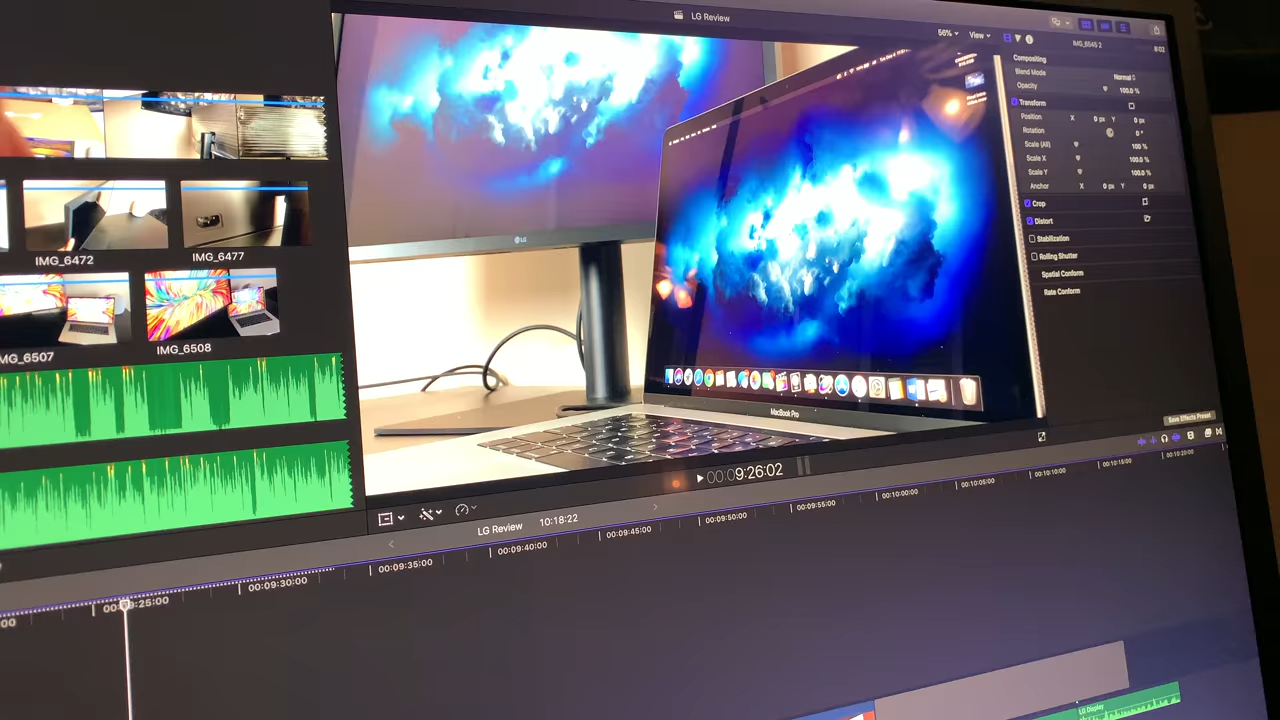 LG Review
56%
View
IMG_6545 2
8:02
Compositing
Blend Mode
Normal
Opacity
100.0 %
Transform
Position
X
0 px
Y
0 px
Rotation
0 °
Scale (All)
100 %
Scale X
100.0 %
Scale Y
100.0 %
Anchor
X
0 px
Y
0 px
Crop
Distort
Stabilization
Rolling Shutter
Spatial Conform
Rate Conform
Save Effects Preset
IMG_6472
IMG_6477
IMG_6507
IMG_6508
LG
MacBook Pro
00:09:26:02
LG Review
10:18:22
00:09:25:00
00:09:30:00
00:09:35:00
00:09:40:00
00:09:45:00
00:09:50:00
00:09:55:00
00:10:00:00
00:10:05:00
00:10:10:00
00:10:15:00
00:10:20:00
LG Display